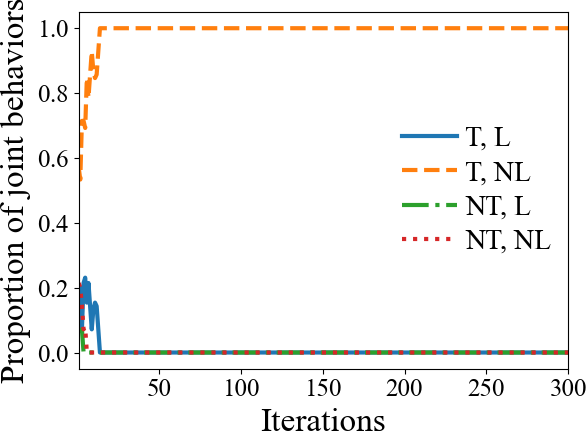 Proportion of joint behaviors
1.0
0.8
0.6
0.4
0.2
0.0
T, L
T, NL
NT, L
NT, NL
50
100
150
200
250
300
Iterations